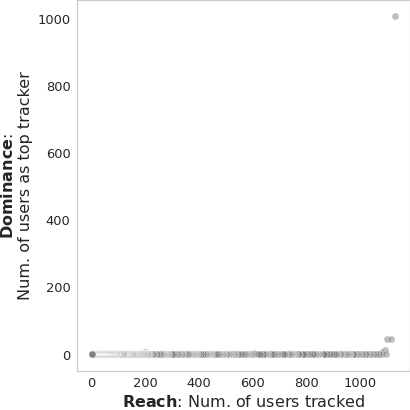 Dominance:
Num. of users as top tracker
1000
800
600
400
200
0
0 200 400 600 800 1000
Reach: Num. of users tracked